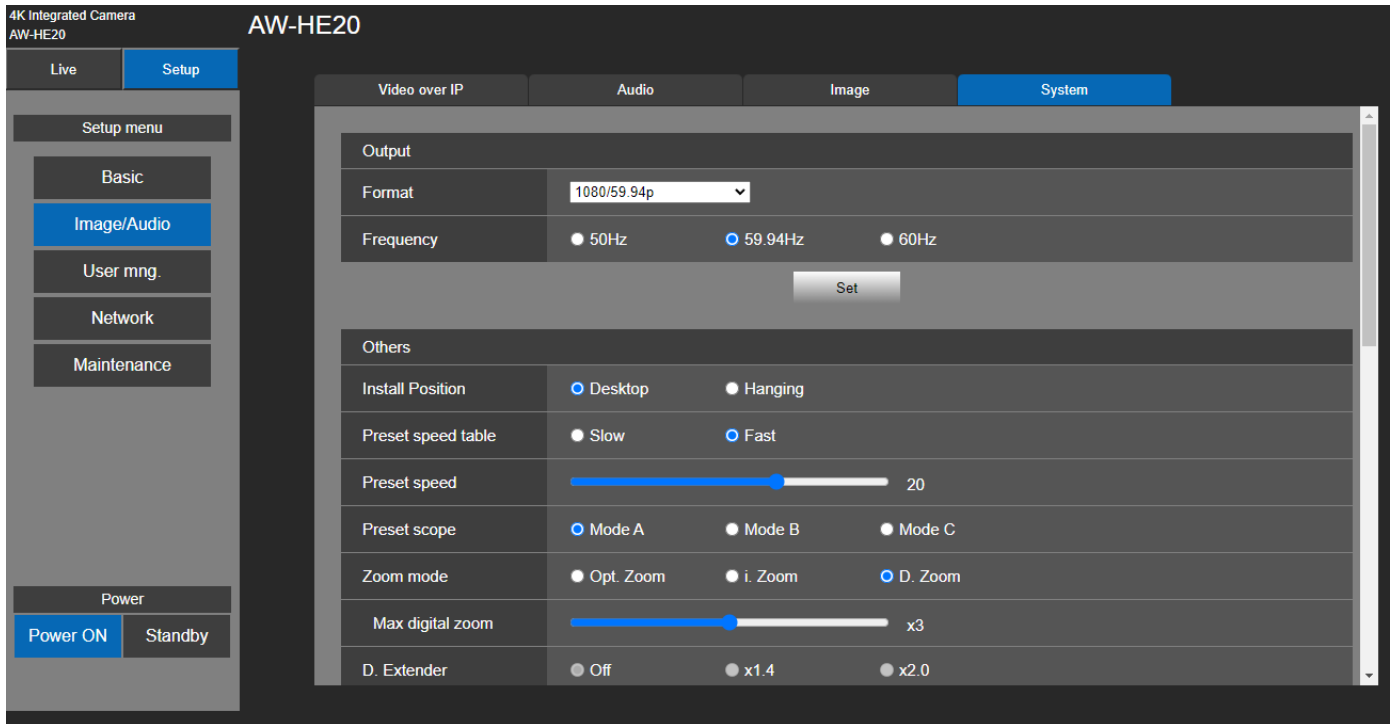 4K Integrated Camera
AW-HE20
AW-HE20
Live Setup
Setup menu
Basic
Image/Audio
User mng.
Network
Maintenance
Power
Power ON Standby
Video over IP Audio Image System
Output
Format 1080/59.94p
Frequency 50Hz 59.94Hz 60Hz
Set
Others
Install Position Desktop Hanging
Preset speed table Slow Fast
Preset speed 20
Preset scope Mode A Mode B Mode C
Zoom mode Opt. Zoom i. Zoom D. Zoom
Max digital zoom x3
D. Extender Off x1.4 x2.0